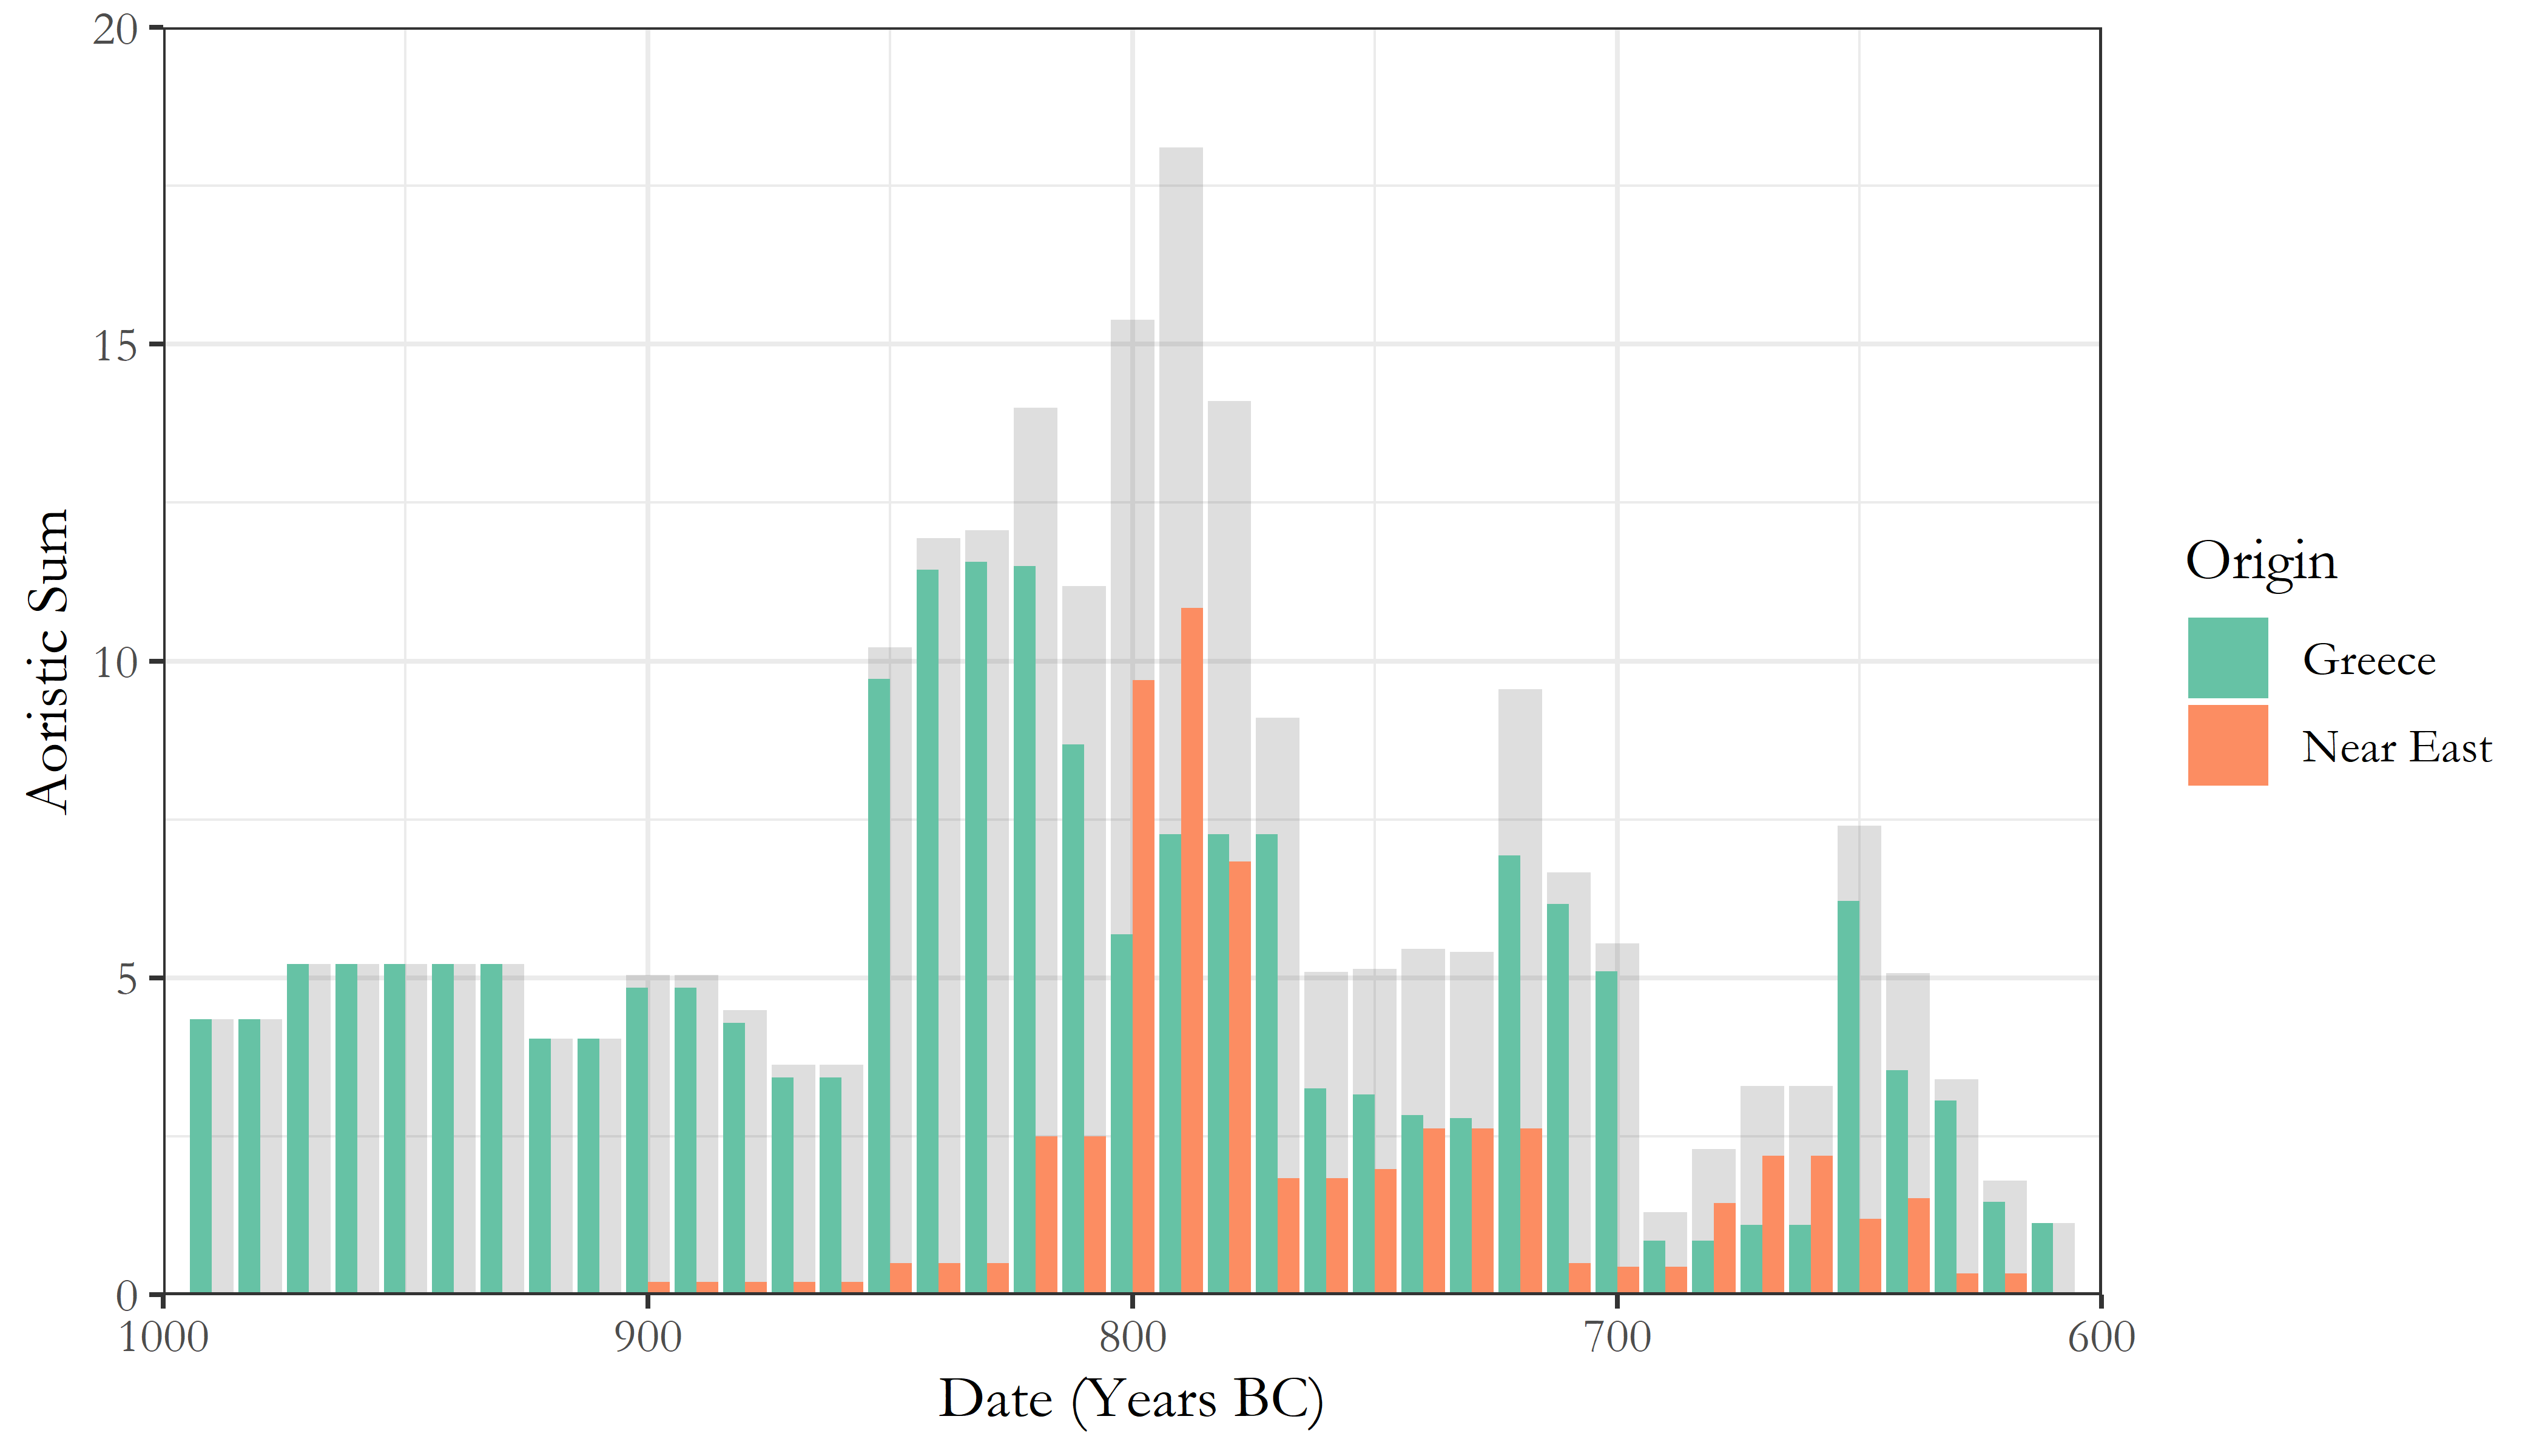 20
15
10
5
0
Aoristic Sum
1000 900 800 700 600
Date (Years BC)
Origin
Greece
Near East